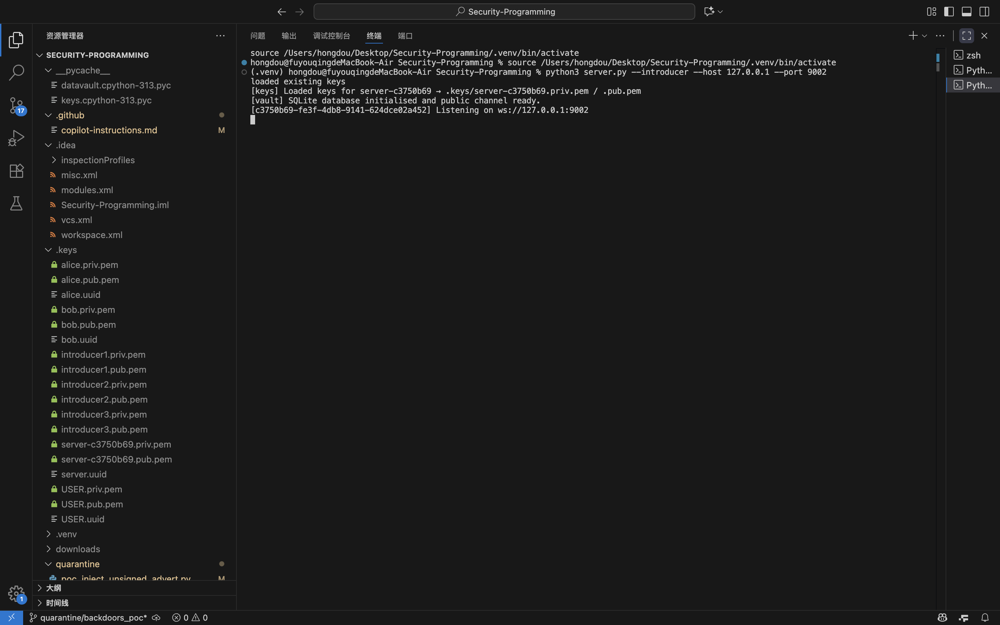 Security-Programming
资源管理器
SECURITY-PROGRAMMING
__pycache__
datavault.cpython-313.pyc
keys.cpython-313.pyc
.github
copilot-instructions.md M
.idea
inspectionProfiles
misc.xml
modules.xml
Security-Programming.iml
vcs.xml
workspace.xml
.keys
alice.priv.pem
alice.pub.pem
alice.uuid
bob.priv.pem
bob.pub.pem
bob.uuid
introducer1.priv.pem
introducer1.pub.pem
introducer2.priv.pem
introducer2.pub.pem
introducer3.priv.pem
introducer3.pub.pem
server-c3750b69.priv.pem
server-c3750b69.pub.pem
server.uuid
USER.priv.pem
USER.pub.pem
USER.uuid
.venv
downloads
quarantine
poc_inject_unsigned_advert.py M
大纲
时间线
17
1
问题 输出 调试控制台 终端 端口
source /Users/hongdou/Desktop/Security-Programming/.venv/bin/activate
hongdou@fuyouqingdeMacBook-Air Security-Programming % source /Users/hongdou/Desktop/Security-Programming/.venv/bin/activate
(.venv) hongdou@fuyouqingdeMacBook-Air Security-Programming % python3 server.py --introducer --host 127.0.0.1 --port 9002
loaded existing keys
[keys] Loaded keys for server-c3750b69 → .keys/server-c3750b69.priv.pem / .pub.pem
[vault] SQLite database initialised and public channel ready.
[c3750b69-fe3f-4db8-9141-624dce02a452] Listening on ws://127.0.0.1:9002
zsh
Pyth...
Pyth...
quarantine/backdoors_poc* 0 0